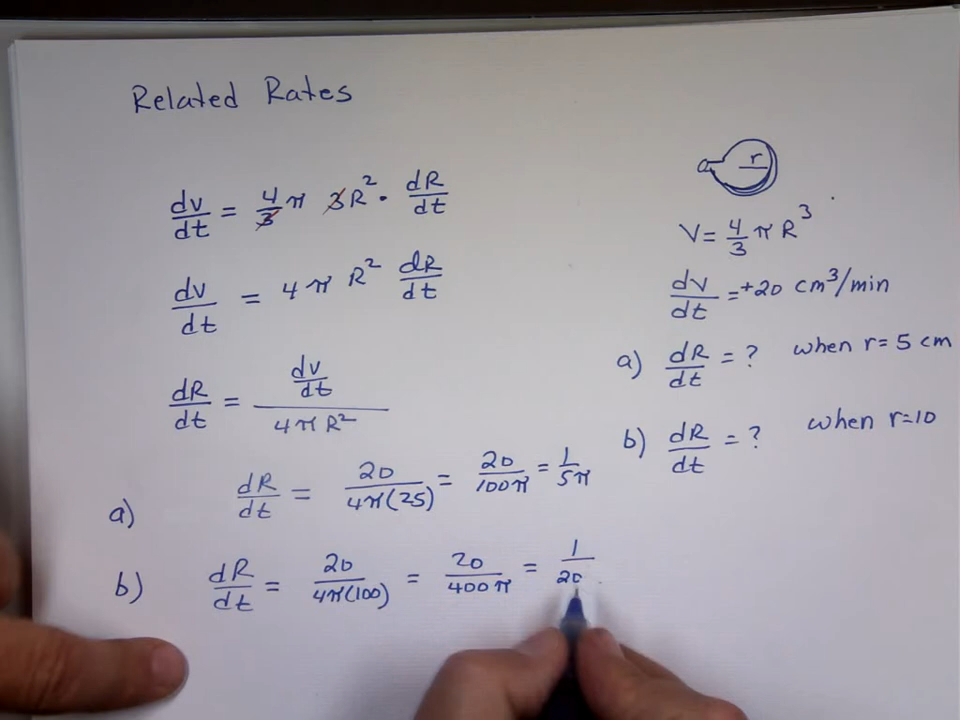 Related Rates
dv/dt = 4/3 π 3R² · dR/dt
dv/dt = 4π R² dR/dt
dR/dt = dv/dt / 4πR²
a) dR/dt = 20/4π(25) = 20/100π = 1/5π
b) dR/dt = 20/4π(100) = 20/400π = 1/20
r
V = 4/3 π R³
dv/dt = +20 cm³/min
a) dR/dt = ? when r = 5 cm
b) dR/dt = ? when r=10